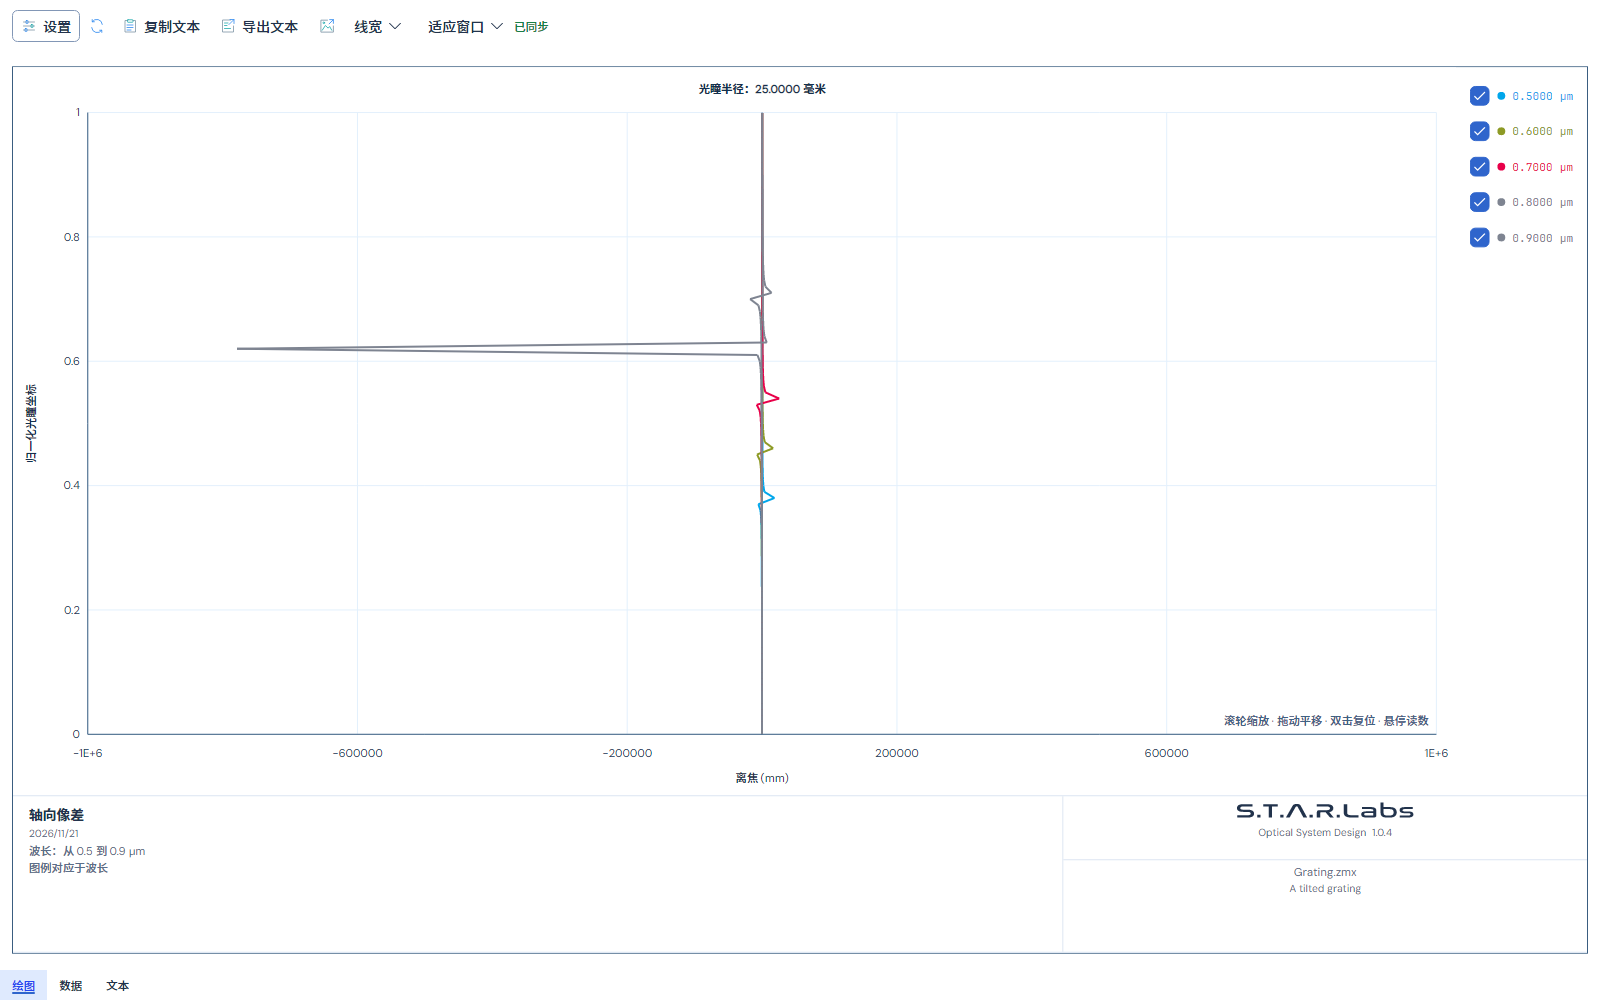 设置 复制文本 导出文本 线宽 适应窗口 已同步
光瞳半径：25.0000 毫米
0.5000 μm
0.6000 μm
0.7000 μm
0.8000 μm
0.9000 μm
1
0.8
0.6
0.4
0.2
0
归一化光瞳坐标
滚轮缩放 · 拖动平移 · 双击复位 · 悬停读数
-1E+6 -600000 -200000 200000 600000 1E+6
离焦 (mm)
轴向像差
2026/11/21
波长：从 0.5 到 0.9 μm
图例对应于波长
S.T.A.R.Labs
Optical System Design 1.0.4
Grating.zmx
A tilted grating
绘图 数据 文本